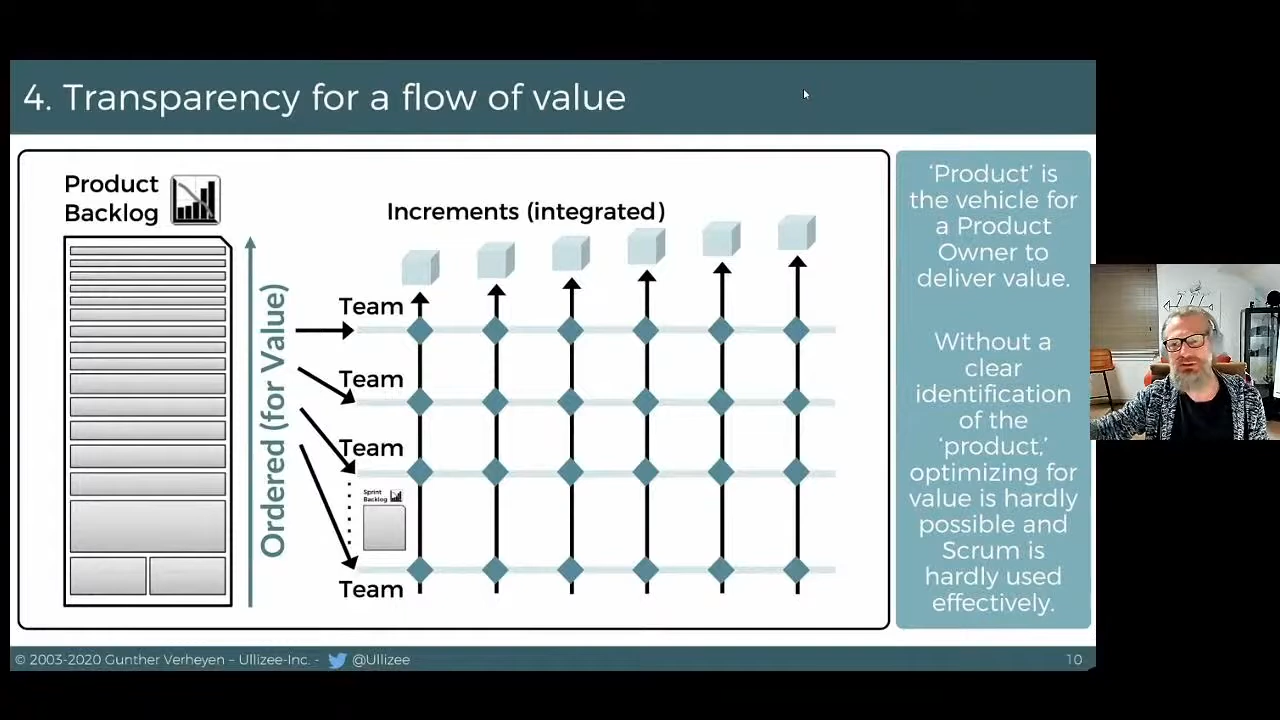 4. Transparency for a flow of value
Product
Backlog
Ordered (for Value)
Increments (integrated)
Team
Team
Team
Sprint
Backlog
Team
‘Product’ is
the vehicle for
a Product
Owner to
deliver value.
Without a
clear
identification
of the
‘product,’
optimizing for
value is hardly
possible and
Scrum is
hardly used
effectively.
© 2003-2020 Gunther Verheyen – Ullizee-Inc. - @Ullizee
10